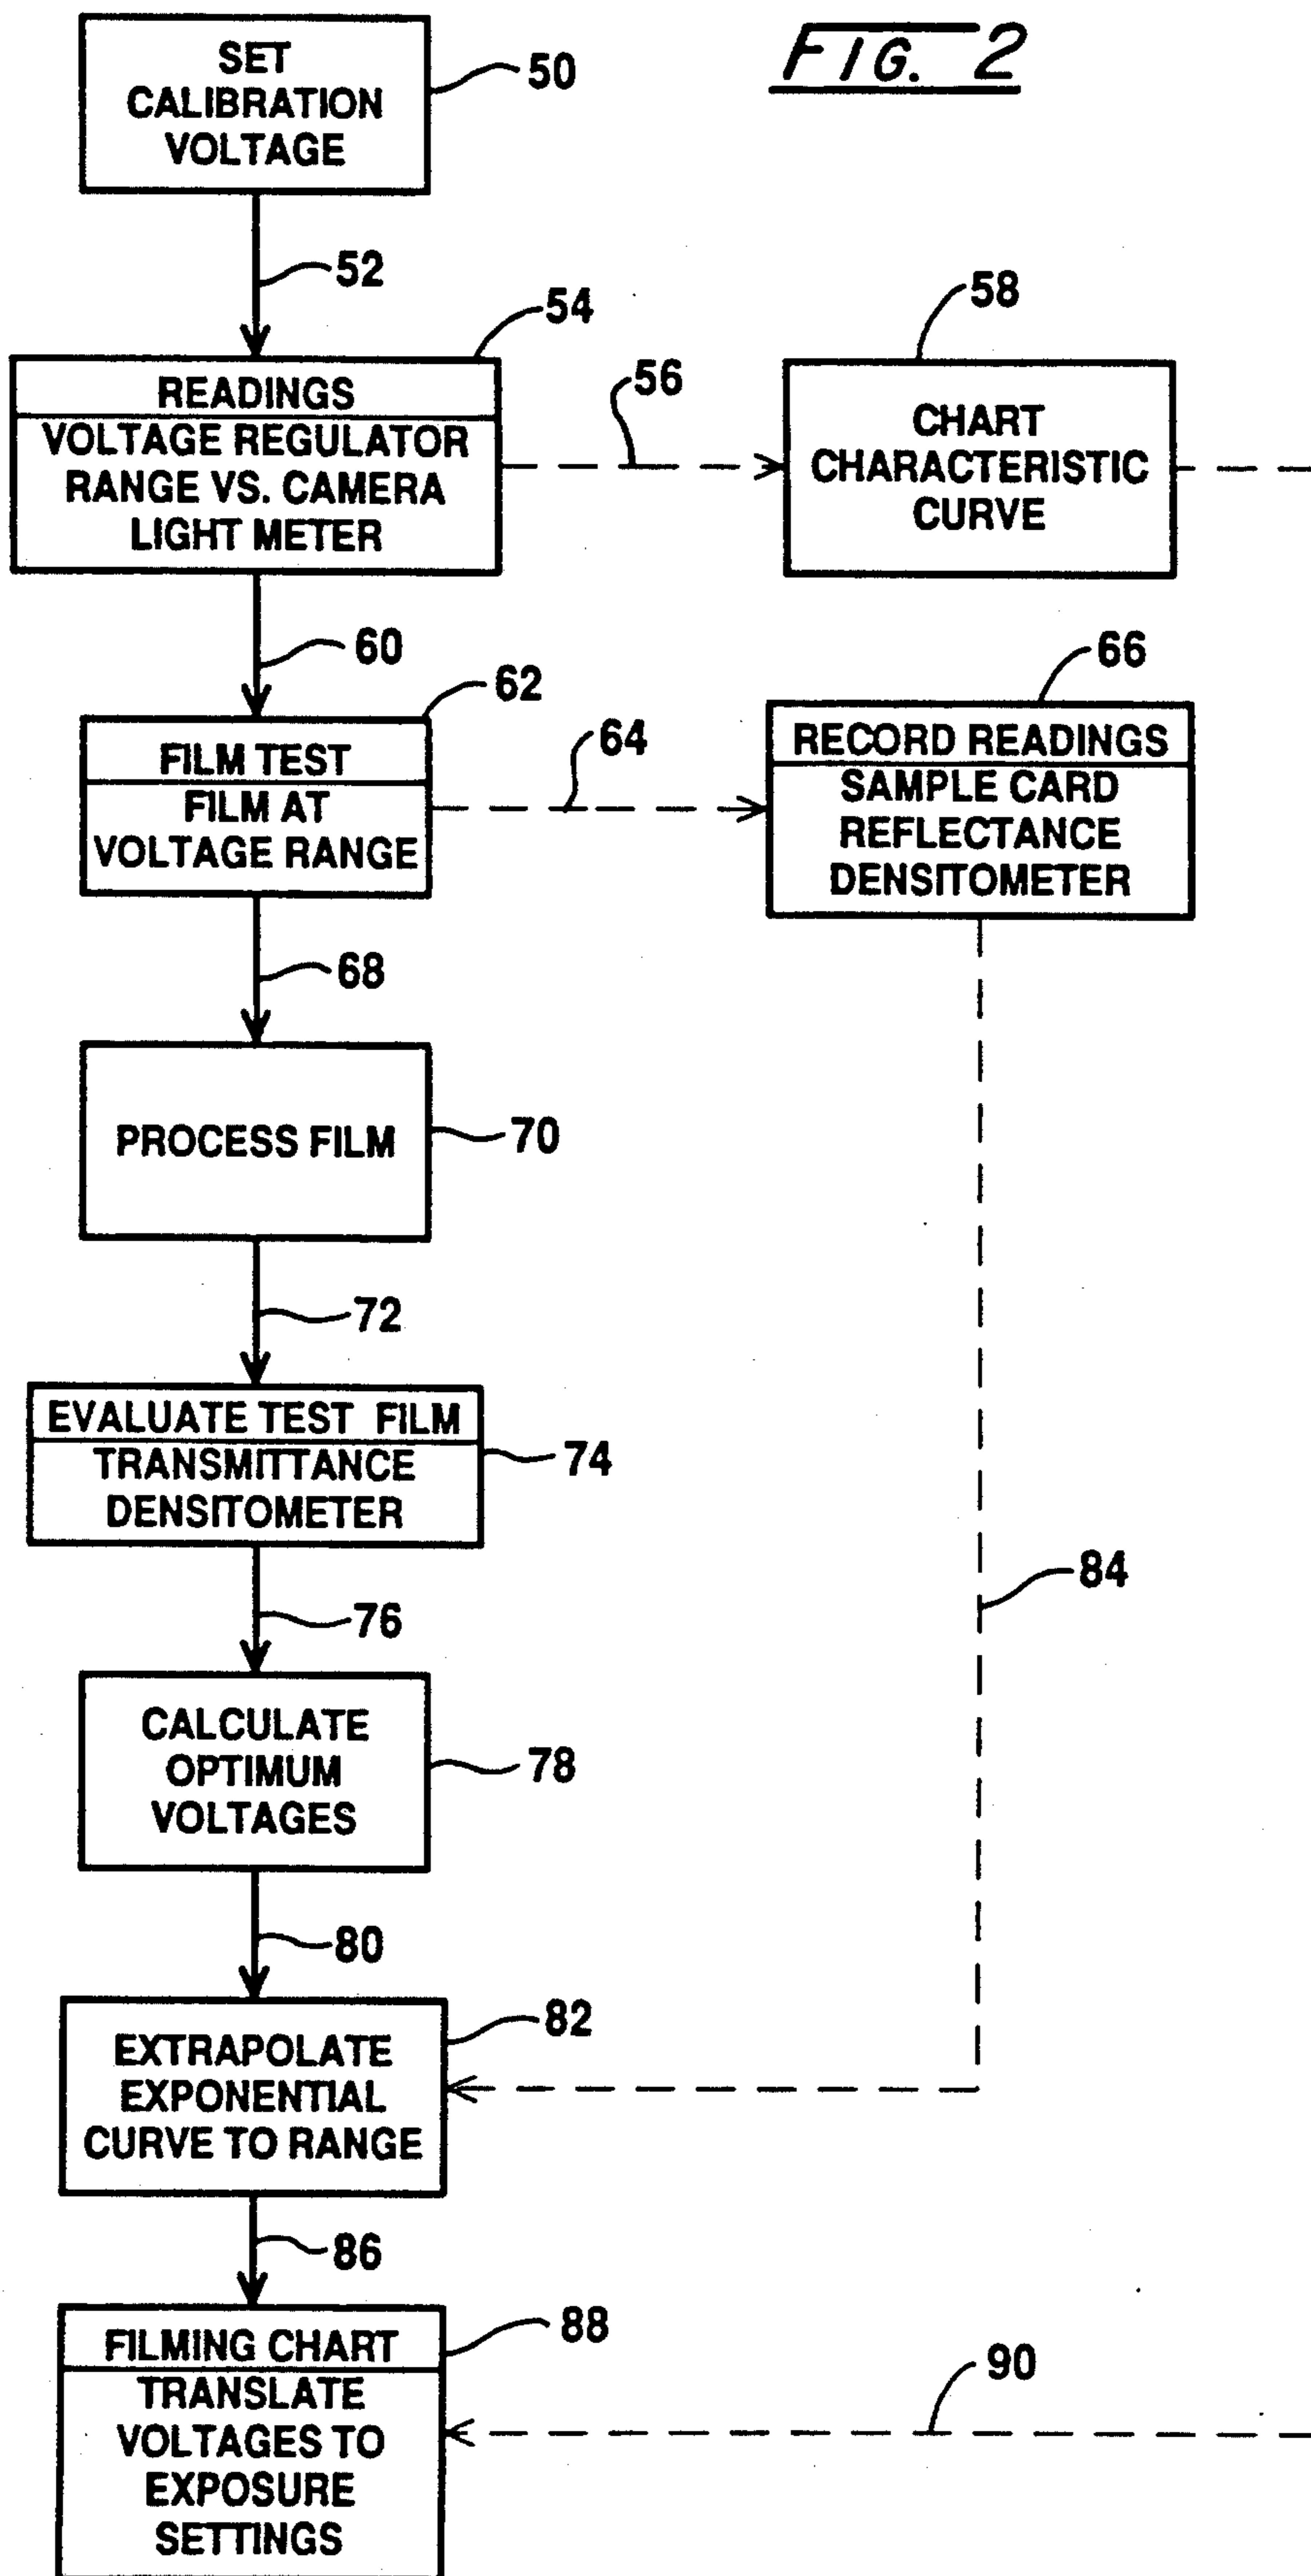 FIG. 2
SET
CALIBRATION
VOLTAGE
50
52
54
READINGS
VOLTAGE REGULATOR
RANGE VS. CAMERA
LIGHT METER
56
58
CHART
CHARACTERISTIC
CURVE
60
62
FILM TEST
FILM AT
VOLTAGE RANGE
64
66
RECORD READINGS
SAMPLE CARD
REFLECTANCE
DENSITOMETER
68
PROCESS FILM
70
72
EVALUATE TEST FILM
TRANSMITTANCE
DENSITOMETER
74
84
76
CALCULATE
OPTIMUM
VOLTAGES
78
80
82
EXTRAPOLATE
EXPONENTIAL
CURVE TO RANGE
86
88
FILMING CHART
TRANSLATE
VOLTAGES TO
EXPOSURE
SETTINGS
90